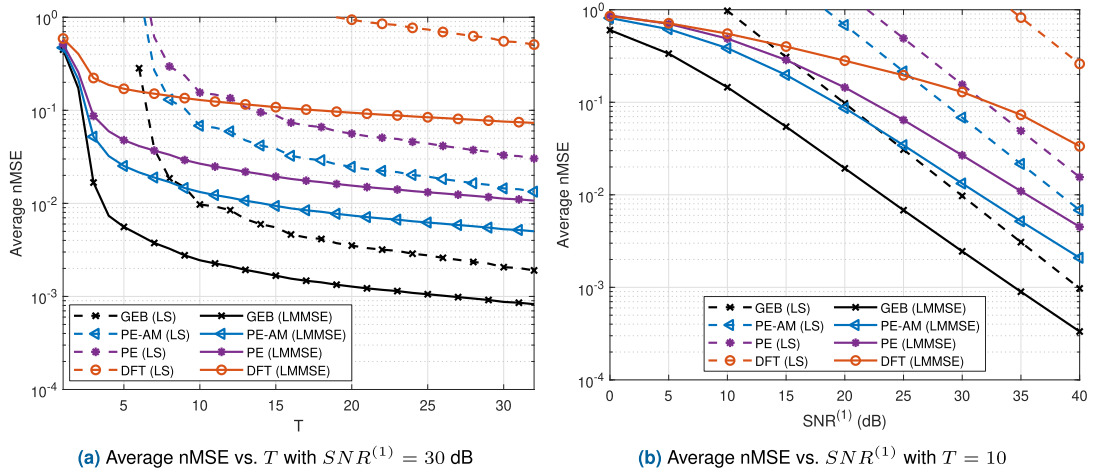 10^0
10^{-1}
10^{-2}
10^{-3}
10^{-4}
Average nMSE
5
10
15
20
25
30
T
GEB (LS)
PE-AM (LS)
PE (LS)
DFT (LS)
GEB (LMMSE)
PE-AM (LMMSE)
PE (LMMSE)
DFT (LMMSE)
(a) Average nMSE vs. T with SNR^{(1)} = 30 dB
10^0
10^{-1}
10^{-2}
10^{-3}
10^{-4}
Average nMSE
0
5
10
15
20
25
30
35
40
SNR^{(1)} (dB)
GEB (LS)
PE-AM (LS)
PE (LS)
DFT (LS)
GEB (LMMSE)
PE-AM (LMMSE)
PE (LMMSE)
DFT (LMMSE)
(b) Average nMSE vs. SNR^{(1)} with T = 10